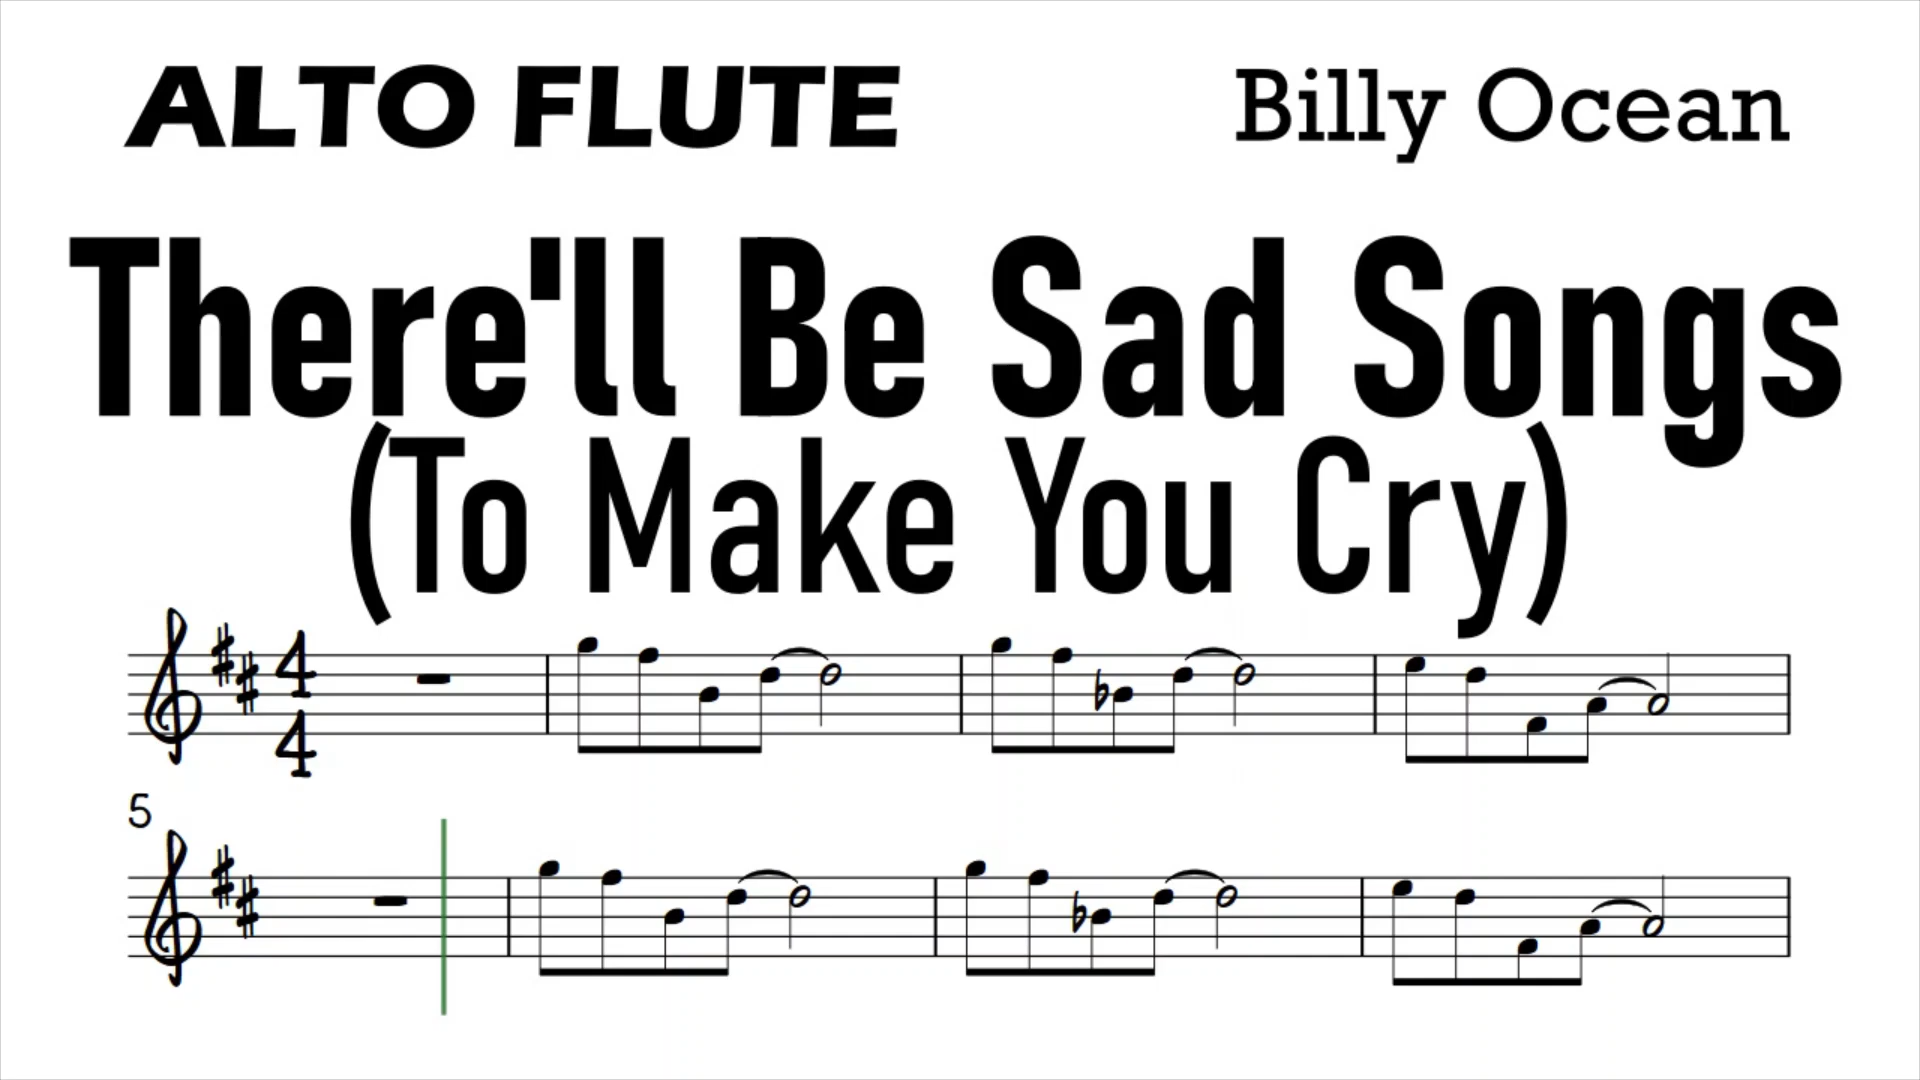 ALTO FLUTE Billy Ocean
There'll Be Sad Songs
(To Make You Cry)
4
4
5